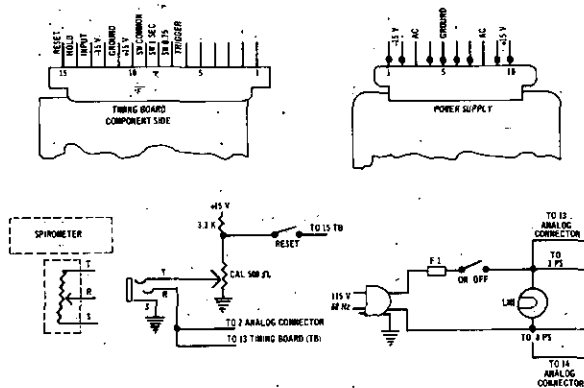 RESET
HOLD
INPUT
-15 V
GROUND
+15 V
SW COMMON
SW 1 SEC
SW 0.75
TRIGGER
15
10
5
1
TIMING BOARD
COMPONENT SIDE
-15 V
AC
GROUND
AC
+15 V
1
5
10
POWER SUPPLY
SPIROMETER
T
R
S
T
R
S
+15 V
3.3 K
RESET
TO 15 TB
CAL 500 Ω
TO 2 ANALOG CONNECTOR
TO 13 TIMING BOARD (TB)
115 V
60 Hz
F 1
ON OFF
TO 13
ANALOG
CONNECTOR
TO
3 PS
TO 8 PS
TO 14
ANALOG
CONNECTOR